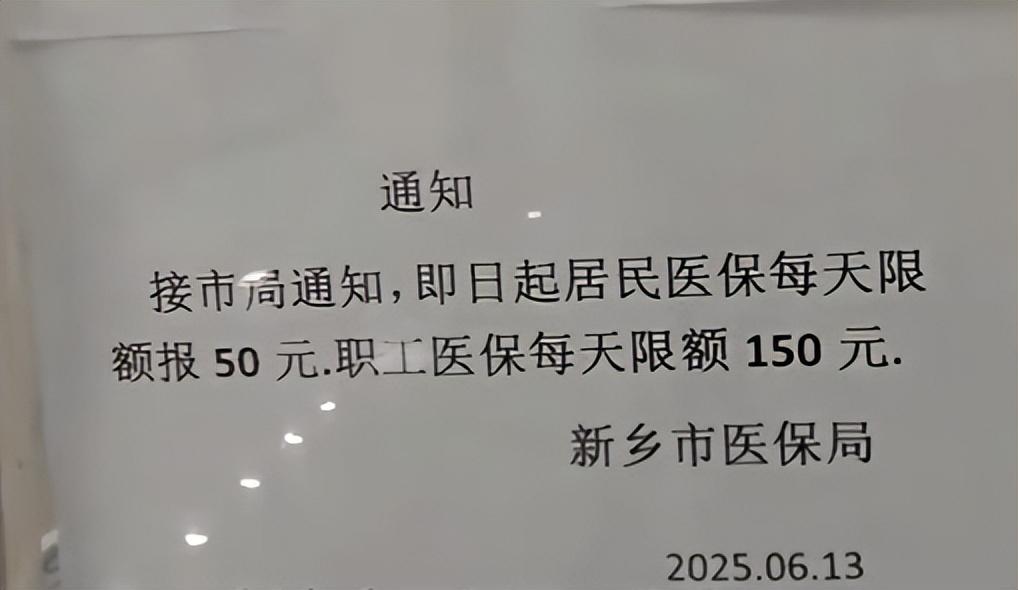 通知
接市局通知,即日起居民医保每天限
额报 50 元.职工医保每天限额 150 元.
新乡市医保局
2025.06.13